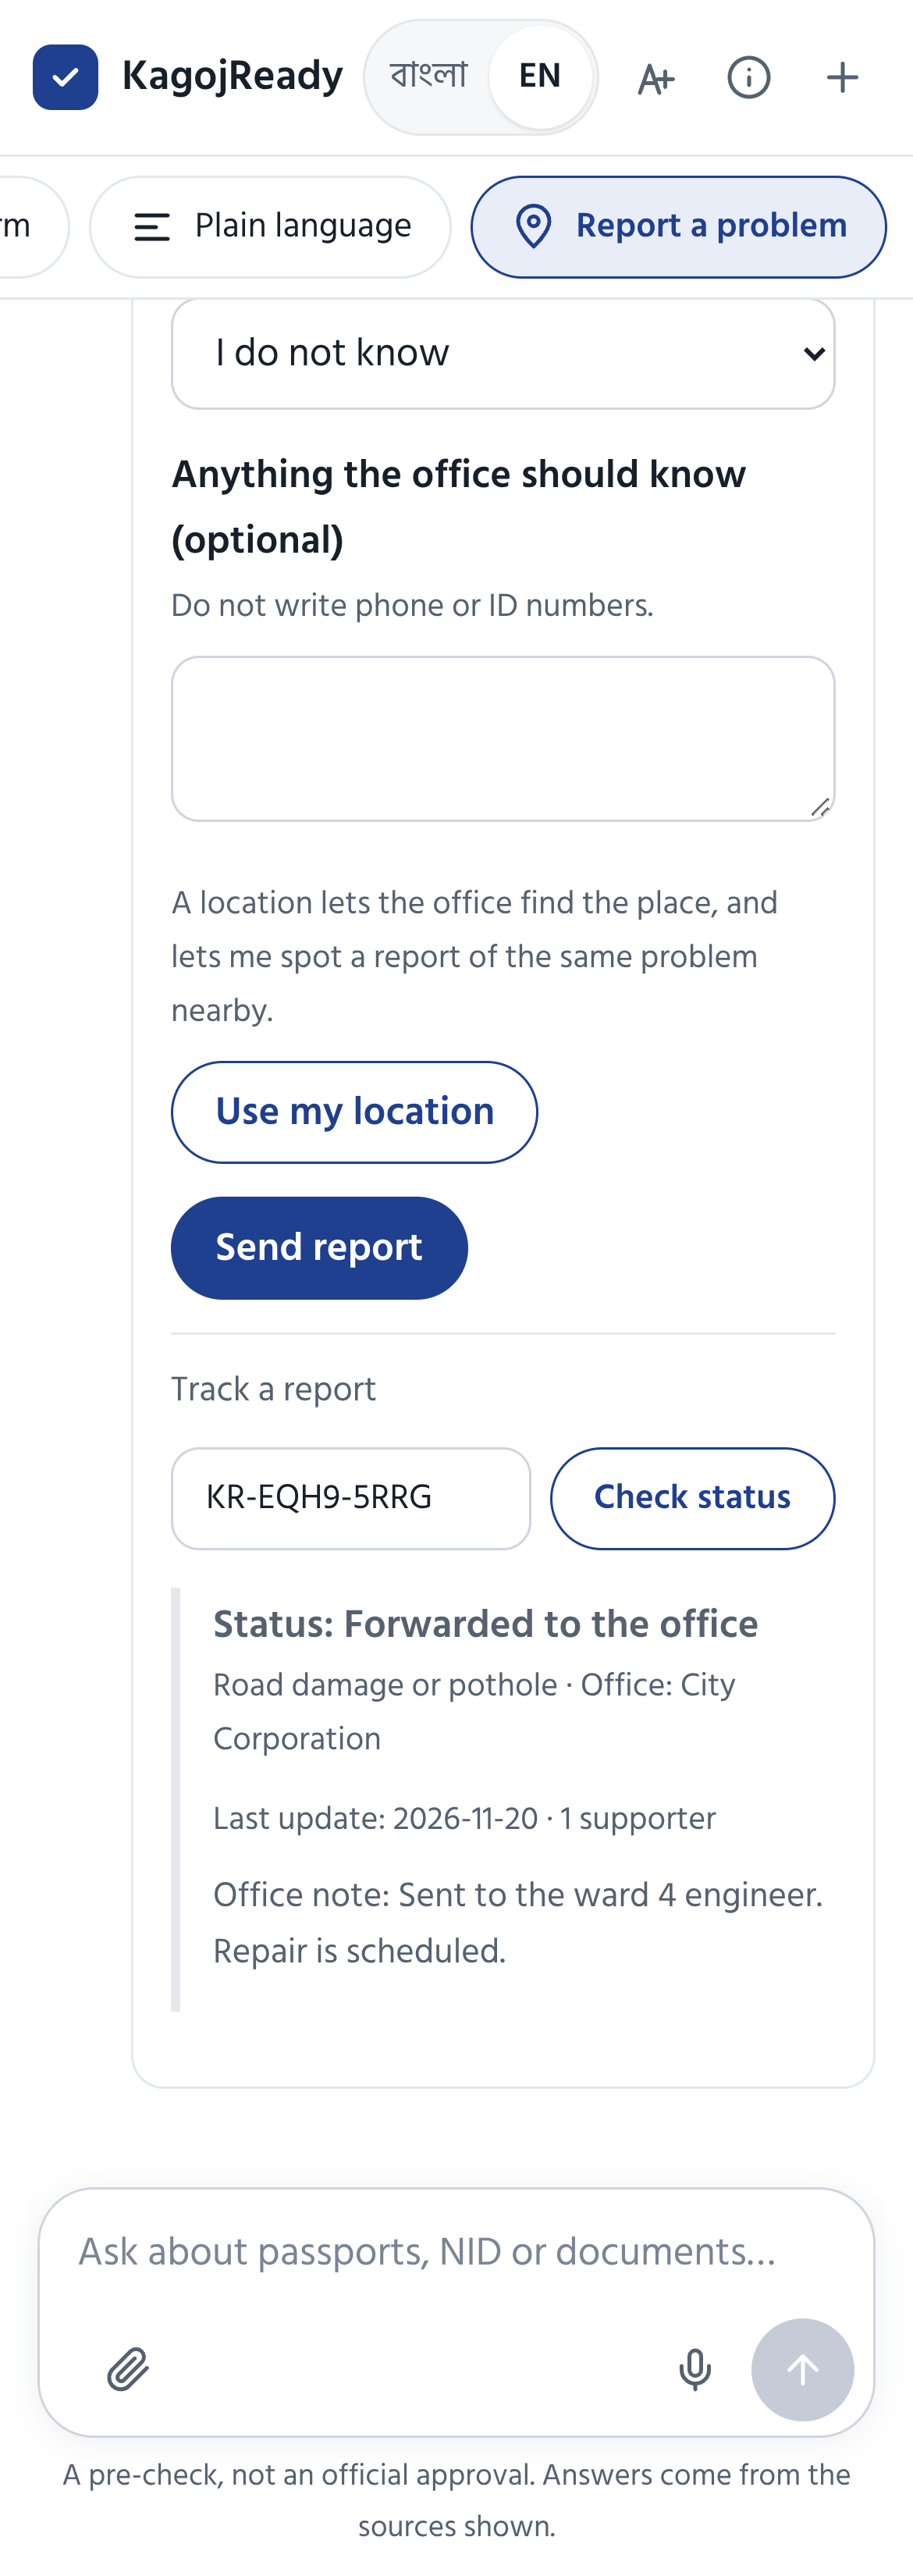 KagojReady
বাংলা
EN
A+
rm
Plain language
Report a problem
I do not know
Anything the office should know
(optional)
Do not write phone or ID numbers.
A location lets the office find the place, and
lets me spot a report of the same problem
nearby.
Use my location
Send report
Track a report
KR-EQH9-5RRG
Check status
Status: Forwarded to the office
Road damage or pothole · Office: City
Corporation
Last update: 2026-11-20 · 1 supporter
Office note: Sent to the ward 4 engineer.
Repair is scheduled.
Ask about passports, NID or documents...
A pre-check, not an official approval. Answers come from the
sources shown.